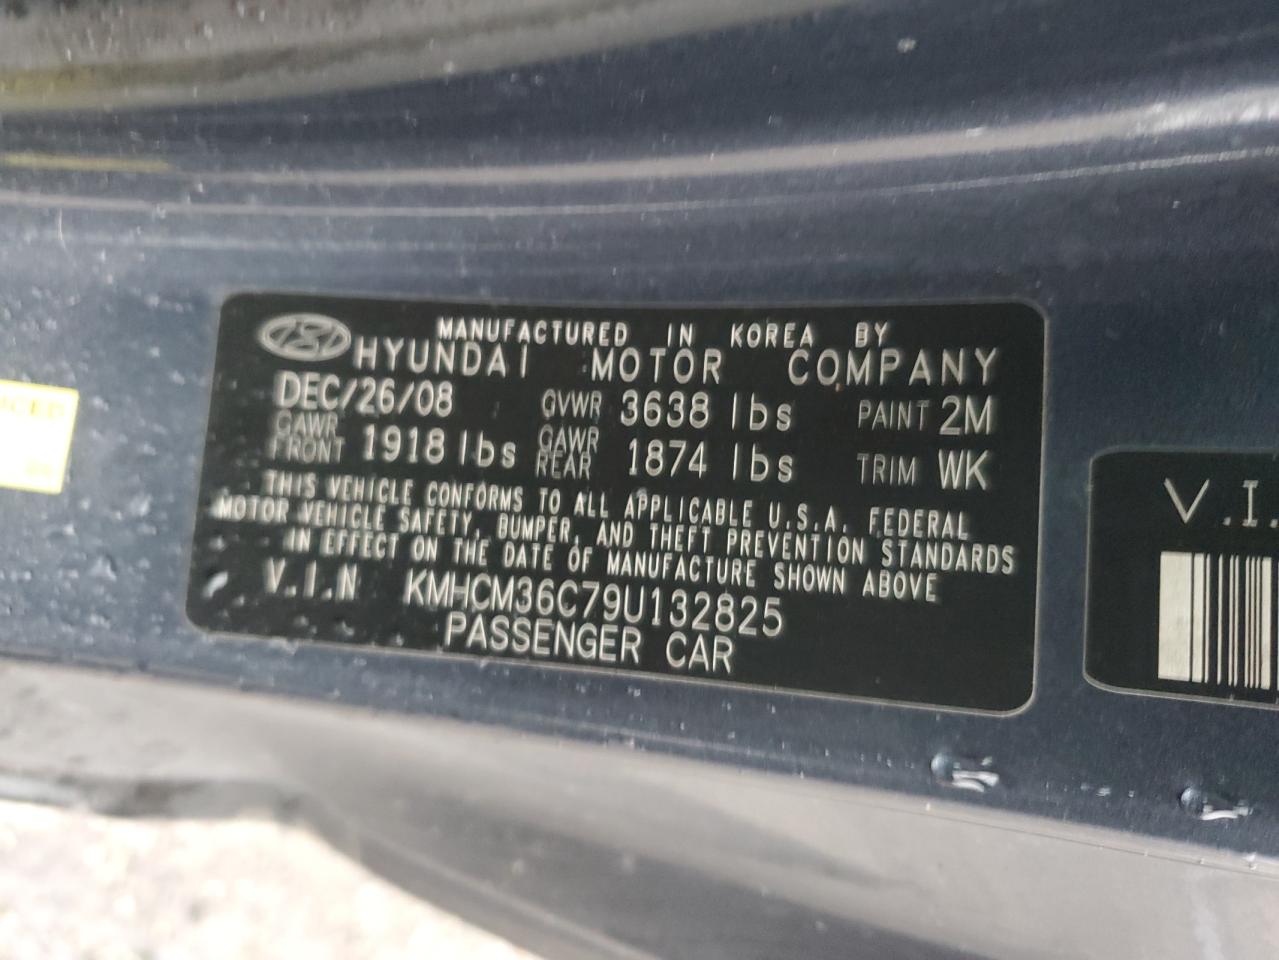 MANUFACTURED IN KOREA BY
HYUNDAI MOTOR COMPANY
DEC/26/08 GVWR 3638 lbs PAINT 2M
GAWR FRONT 1918 lbs GAWR REAR 1874 lbs TRIM WK
THIS VEHICLE CONFORMS TO ALL APPLICABLE U.S.A. FEDERAL
MOTOR VEHICLE SAFETY, BUMPER, AND THEFT PREVENTION STANDARDS
IN EFFECT ON THE DATE OF MANUFACTURE SHOWN ABOVE
V.I.N KMHCM36C79U132825
PASSENGER CAR
V.I.